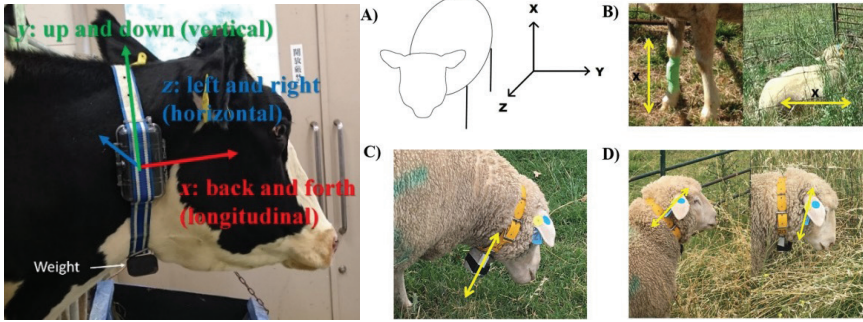 y: up and down (vertical)
z: left and right
(horizontal)
x: back and forth
(longitudinal)
Weight
A)
X
Y
Z
B)
X
X
C)
D)